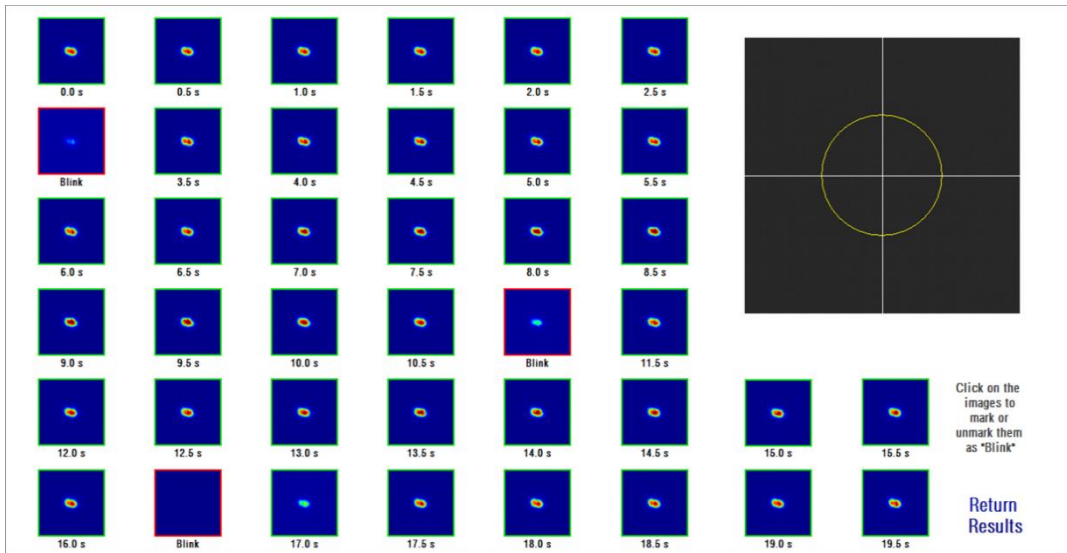 0.0 s 0.5 s 1.0 s 1.5 s 2.0 s 2.5 s
Blink 3.5 s 4.0 s 4.5 s 5.0 s 5.5 s
6.0 s 6.5 s 7.0 s 7.5 s 8.0 s 8.5 s
9.0 s 9.5 s 10.0 s 10.5 s Blink 11.5 s
12.0 s 12.5 s 13.0 s 13.5 s 14.0 s 14.5 s 15.0 s 15.5 s
Click on the
images to
mark or
unmark them
as "Blink"
16.0 s Blink 17.0 s 17.5 s 18.0 s 18.5 s 19.0 s 19.5 s
Return
Results